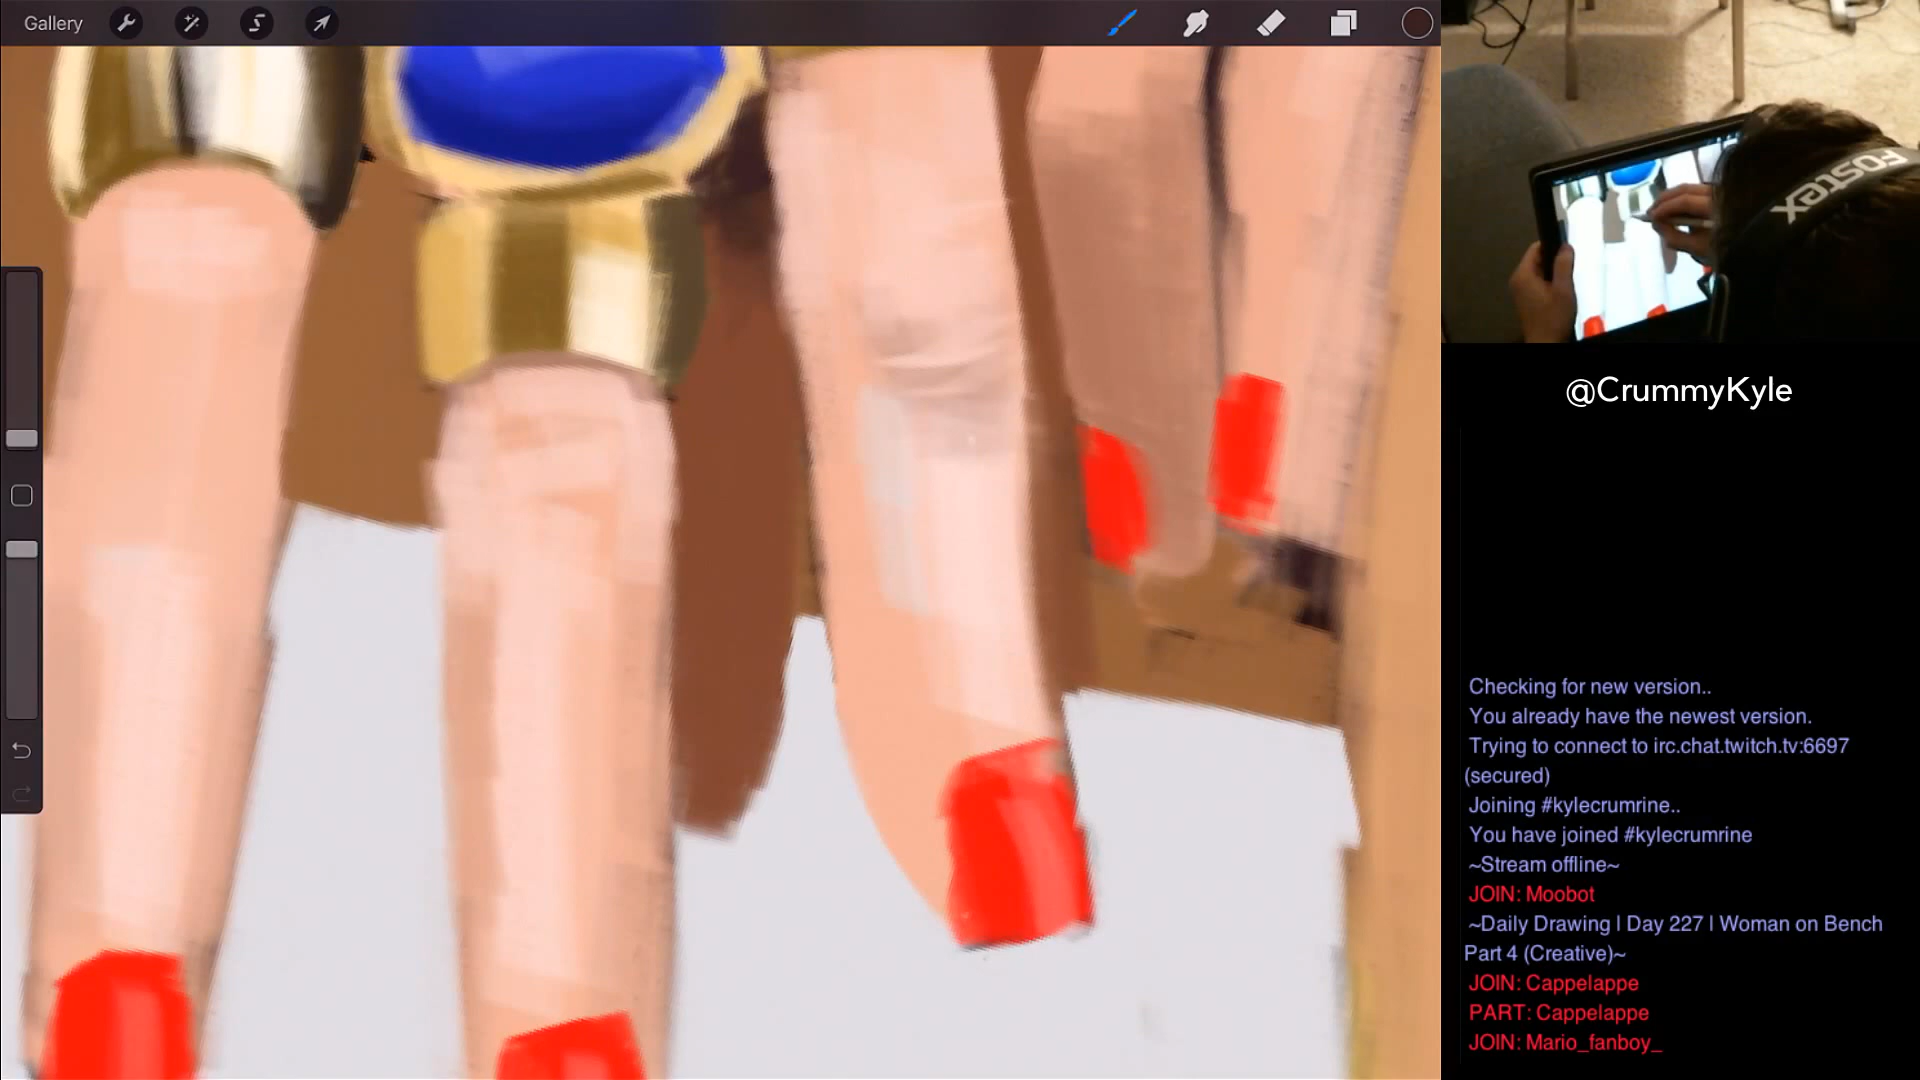 Gallery
FOSTEX
@CrummyKyle
Checking for new version..
You already have the newest version.
Trying to connect to irc.chat.twitch.tv:6697
(secured)
Joining #kylecrumrine..
You have joined #kylecrumrine
~Stream offline~
JOIN: Moobot
~Daily Drawing | Day 227 | Woman on Bench
Part 4 (Creative)~
JOIN: Cappelappe
PART: Cappelappe
JOIN: Mario_fanboy_